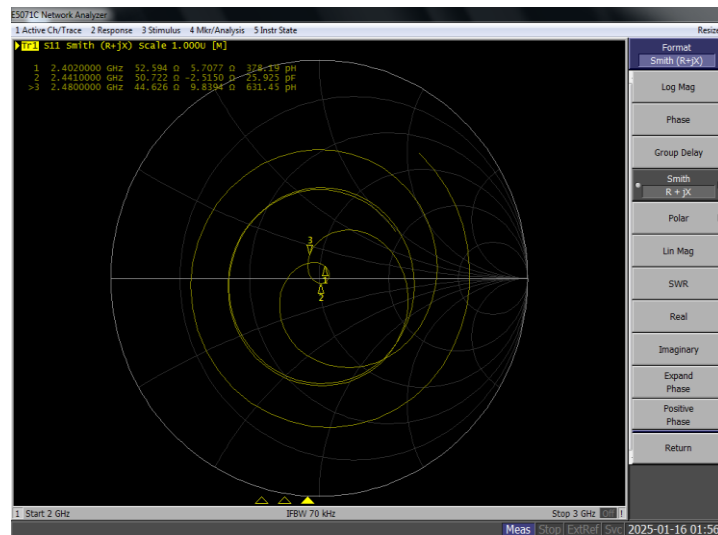 E5071C Network Analyzer
1 Active Ch/Trace 2 Response 3 Stimulus 4 Mkr/Analysis 5 Instr State
Resize
Tr1 S11 Smith (R+jX) Scale 1.000U [M]
1 2.4020000 GHz 52.594 Ω 5.7077 Ω 378.19 pH
2 2.4410000 GHz 50.722 Ω -2.5150 Ω 25.925 pF
>3 2.4800000 GHz 44.626 Ω 9.8394 Ω 631.45 pH
3
1
2
Format
Smith (R+jX)
Log Mag
Phase
Group Delay
Smith
R + jX
Polar
Lin Mag
SWR
Real
Imaginary
Expand
Phase
Positive
Phase
Return
1 Start 2 GHz
IFBW 70 kHz
Stop 3 GHz Off !
Meas Stop ExtRef Svc 2025-01-16 01:56